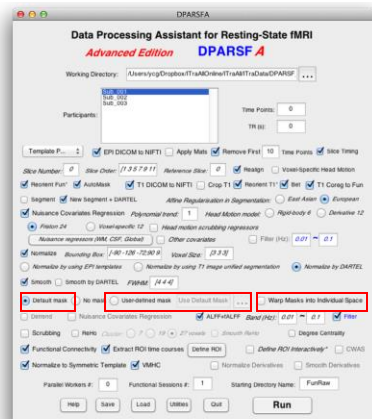 DPARSFA
Data Processing Assistant for Resting-State fMRI
Advanced Edition DPARSF A
Working Directory: /Users/ycg/Dropbox/ITraAllOnline/ITraAll/ITraData/DPARSF ...
Participants: Sub_001
Sub_002
Sub_003
Time Points: 0
TR (s): 0
Template P... EPI DICOM to NIFTI Apply Mats Remove First 10 Time Points Slice Timing
Slice Number: 0 Slice Order: [1 3 5 7 9 11 Reference Slice: 0 Realign Voxel-Specific Head Motion
Reorient Fun* AutoMask T1 DICOM to NIFTI Crop T1 Reorient T1* Bet T1 Coreg to Fun
Segment New Segment + DARTEL Affine Regularisation in Segmentation: East Asian European
Nuisance Covariates Regression Polynomial trend: 1 Head Motion model: Rigid-body 6 Derivative 12
Friston 24 Voxel-specific 12 Head motion scrubbing regressors
Nuisance regressors (WM, CSF, Global) Other covariates Filter (Hz): 0.01 ~ 0.1
Normalize Bounding Box: [-90 -126 -72;90 9 Voxel Size: [3 3 3]
Normalize by using EPI templates Normalize by using T1 image unified segmentation Normalize by DARTEL
Smooth Smooth by DARTEL FWHM: [4 4 4]
Default mask No mask User-defined mask Use Default Mask ... Warp Masks into Individual Space
Detrend Nuisance Covariates Regression ALFF+fALFF Band (Hz): 0.01 ~ 0.1 Filter
Scrubbing ReHo Cluster: 7 19 27 voxels Smooth ReHo Degree Centrality
Functional Connectivity Extract ROI time courses Define ROI Define ROI Interactively* CWAS
Normalize to Symmetric Template VMHC Normalize Derivatives Smooth Derivatives
Parallel Workers #: 0 Functional Sessions #: 1 Starting Directory Name: FunRaw
Help Save Load Utilities Quit Run